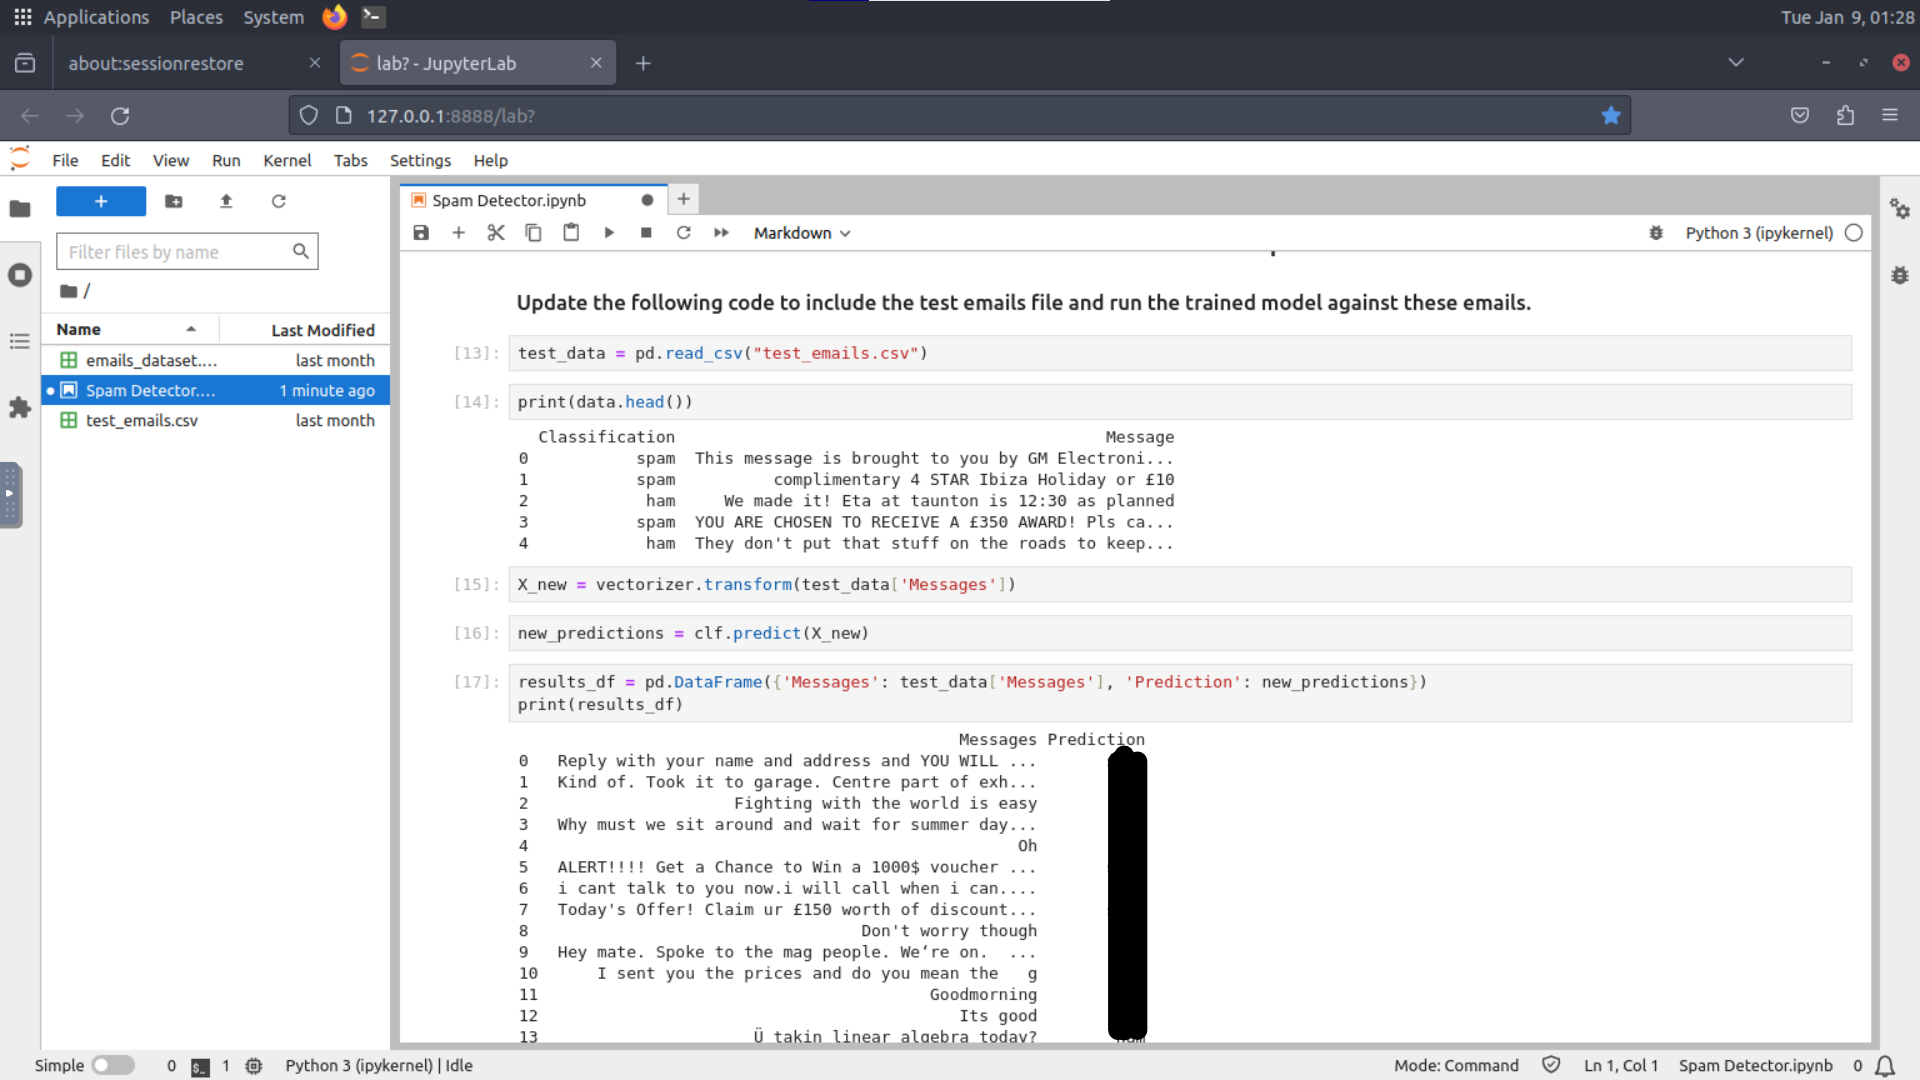 Applications Places System Tue Jan 9, 01:28
about:sessionrestore lab? - JupyterLab
127.0.0.1:8888/lab?
File Edit View Run Kernel Tabs Settings Help
Spam Detector.ipynb
Markdown Python 3 (ipykernel)
Filter files by name
/
Name Last Modified
emails_dataset.... last month
Spam Detector.... 1 minute ago
test_emails.csv last month
Update the following code to include the test emails file and run the trained model against these emails.
[13]: test_data = pd.read_csv("test_emails.csv")
[14]: print(data.head())
Classification Message
0 spam This message is brought to you by GM Electroni...
1 spam complimentary 4 STAR Ibiza Holiday or £10
2 ham We made it! Eta at taunton is 12:30 as planned
3 spam YOU ARE CHOSEN TO RECEIVE A £350 AWARD! Pls ca...
4 ham They don't put that stuff on the roads to keep...
[15]: X_new = vectorizer.transform(test_data['Messages'])
[16]: new_predictions = clf.predict(X_new)
[17]: results_df = pd.DataFrame({'Messages': test_data['Messages'], 'Prediction': new_predictions})
print(results_df)
Messages Prediction
0 Reply with your name and address and YOU WILL ...
1 Kind of. Took it to garage. Centre part of exh...
2 Fighting with the world is easy
3 Why must we sit around and wait for summer day...
4 Oh
5 ALERT!!!! Get a Chance to Win a 1000$ voucher ...
6 i cant talk to you now.i will call when i can....
7 Today's Offer! Claim ur £150 worth of discount...
8 Don't worry though
9 Hey mate. Spoke to the mag people. We‘re on. ...
10 I sent you the prices and do you mean the g
11 Goodmorning
12 Its good
13 Ü takin linear algebra today?
Simple 0 1 Python 3 (ipykernel) | Idle Mode: Command Ln 1, Col 1 Spam Detector.ipynb 0